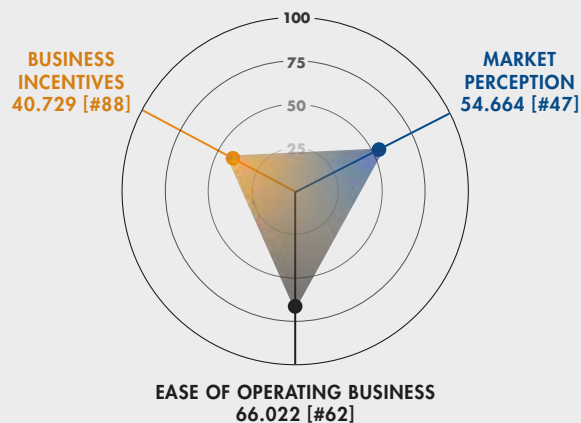 100
75
50
25
BUSINESS
INCENTIVES
40.729 [#88]
MARKET
PERCEPTION
54.664 [#47]
EASE OF OPERATING BUSINESS
66.022 [#62]